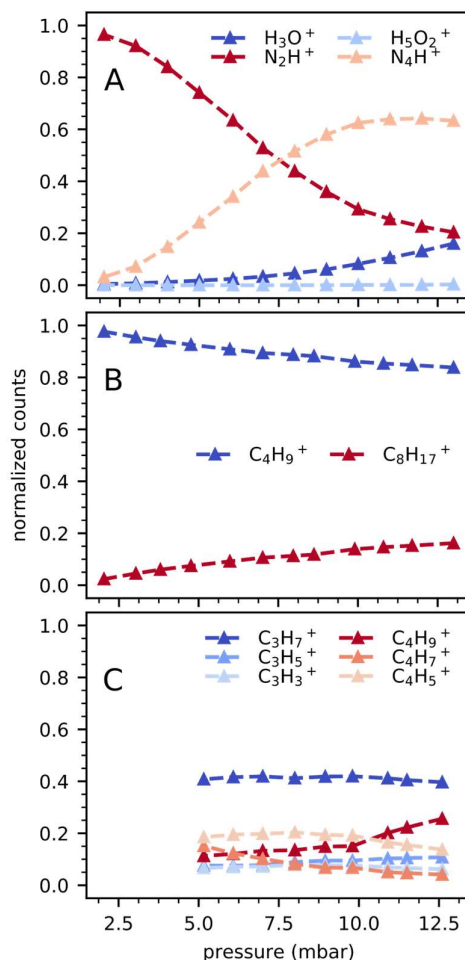 A
H₃O⁺ H₅O₂⁺
N₂H⁺ N₄H⁺
1.0
0.8
0.6
0.4
0.2
0.0
B
C₄H₉⁺ C₈H₁₇⁺
1.0
0.8
0.6
0.4
0.2
0.0
normalized counts
C
C₃H₇⁺ C₄H₉⁺
C₃H₅⁺ C₄H₇⁺
C₃H₃⁺ C₄H₅⁺
1.0
0.8
0.6
0.4
0.2
0.0
2.5 5.0 7.5 10.0 12.5
pressure (mbar)